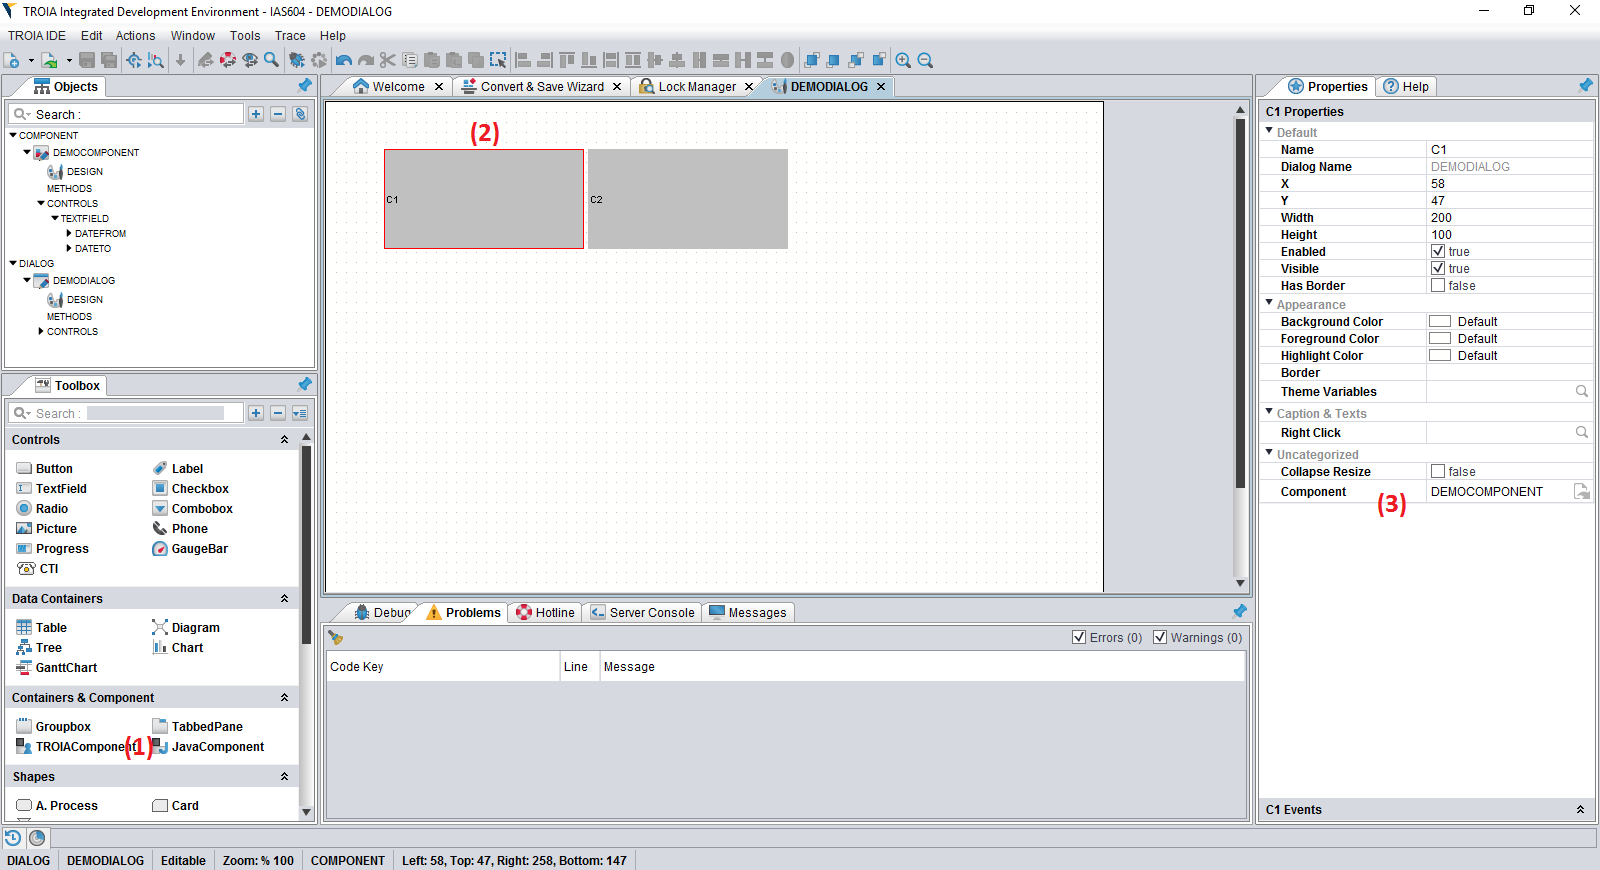 TROIA Integrated Development Environment - IAS604 - DEMODIALOG
TROIA IDE Edit Actions Window Tools Trace Help
Objects
Search :
COMPONENT
DEMOCOMPONENT
DESIGN
METHODS
CONTROLS
TEXTFIELD
DATEFROM
DATETO
DIALOG
DEMODIALOG
DESIGN
METHODS
CONTROLS
Toolbox
Search :
Controls
Button Label
TextField Checkbox
Radio Combobox
Picture Phone
Progress GaugeBar
CTI
Data Containers
Table Diagram
Tree Chart
GanttChart
Containers & Component
Groupbox TabbedPane
TROIAComponent (1) JavaComponent
Shapes
A. Process Card
Welcome Convert & Save Wizard Lock Manager DEMODIALOG
(2)
C1 C2
Debug Problems Hotline Server Console Messages
Errors (0) Warnings (0)
Code Key Line Message
Properties Help
C1 Properties
Default
Name C1
Dialog Name DEMODIALOG
X 58
Y 47
Width 200
Height 100
Enabled true
Visible true
Has Border false
Appearance
Background Color Default
Foreground Color Default
Highlight Color Default
Border
Theme Variables
Caption & Texts
Right Click
Uncategorized
Collapse Resize false
Component DEMOCOMPONENT
(3)
C1 Events
DIALOG DEMODIALOG Editable Zoom: % 100 COMPONENT Left: 58, Top: 47, Right: 258, Bottom: 147